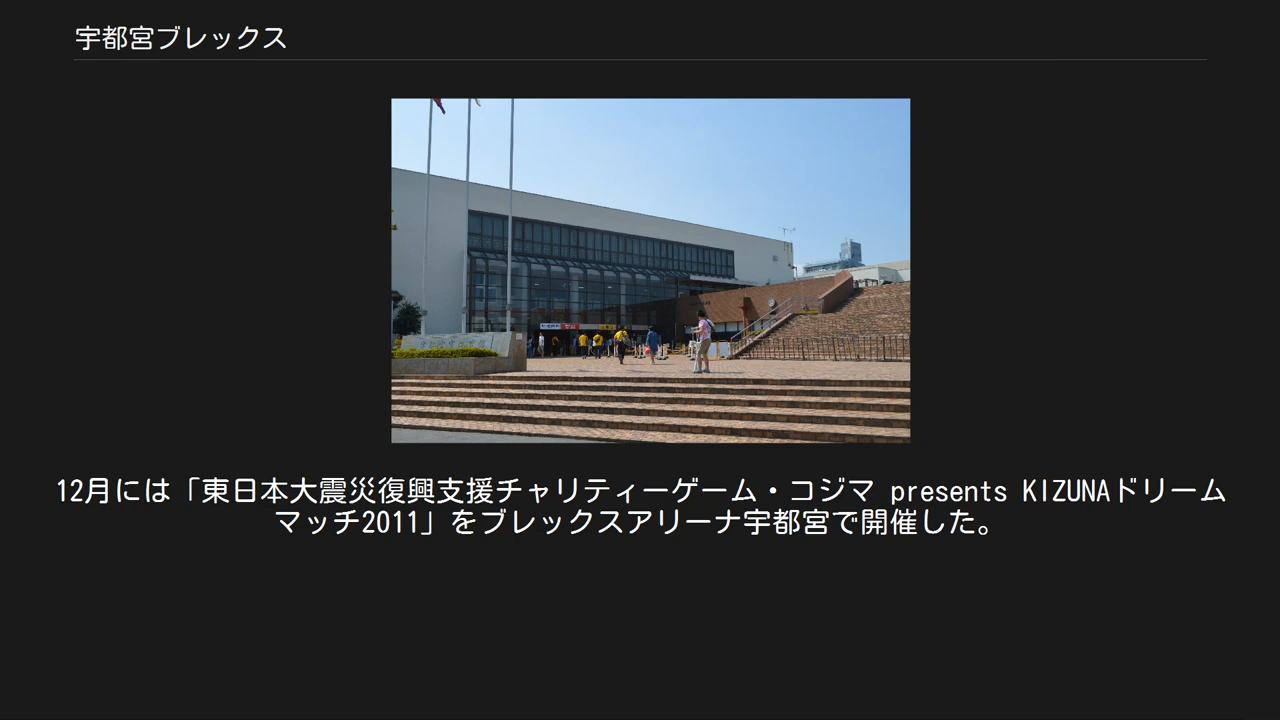 宇都宮ブレックス
12月には「東日本大震災復興支援チャリティーゲーム・コジマ presents KIZUNAドリーム
マッチ2011」をブレックスアリーナ宇都宮で開催した。